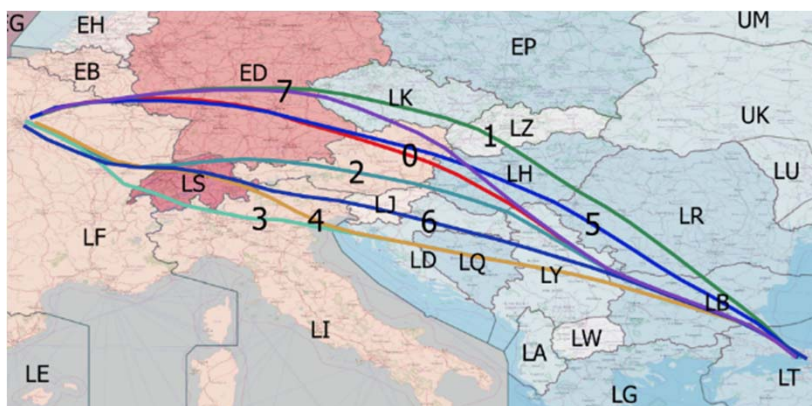 EG
EH
UM
EP
EB
ED
7
LK
UK
1
LZ
0
LH
LU
LS
2
LJ
LR
3
4
6
5
LF
LD
LQ
LY
LB
LI
LA
LW
LE
LT
LG